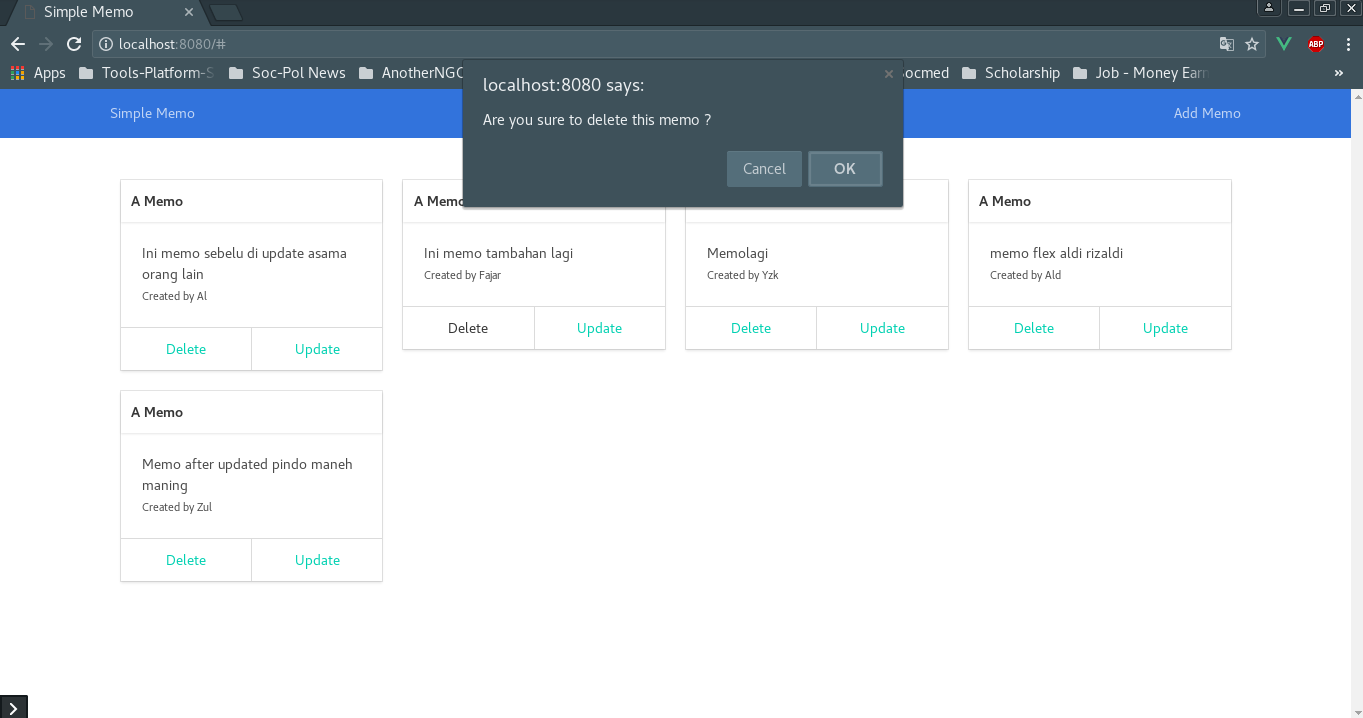 Simple Memo
localhost:8080/#
ABP
Apps Tools-Platform-S Soc-Pol News AnotherNGC ocmed Scholarship Job - Money Earn
localhost:8080 says:
Are you sure to delete this memo ?
Cancel OK
Simple Memo Add Memo
A Memo
Ini memo sebelu di update asama
orang lain
Created by Al
Delete Update
A Memo
Ini memo tambahan lagi
Created by Fajar
Delete Update
Memolagi
Created by Yzk
Delete Update
A Memo
memo flex aldi rizaldi
Created by Ald
Delete Update
A Memo
Memo after updated pindo maneh
maning
Created by Zul
Delete Update